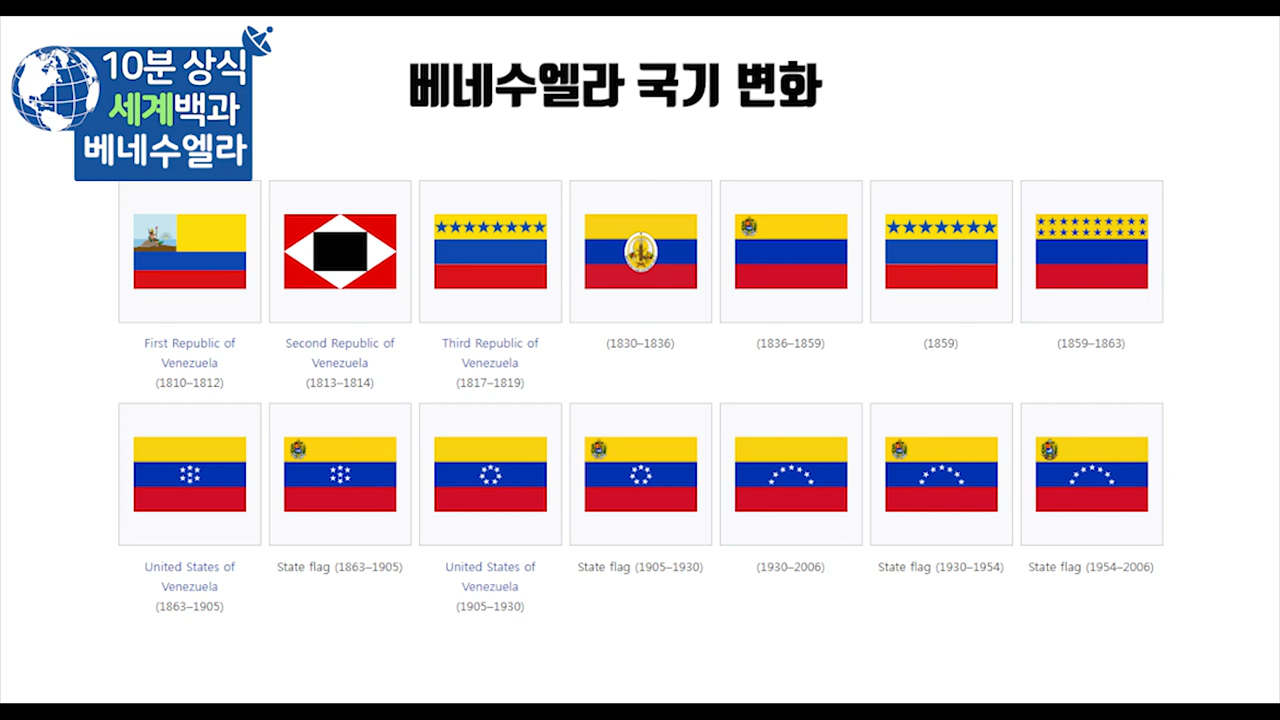 10분 상식
세계백과
베네수엘라
베네수엘라 국기 변화
First Republic of
Venezuela
(1810–1812)
Second Republic of
Venezuela
(1813–1814)
Third Republic of
Venezuela
(1817–1819)
(1830–1836)
(1836–1859)
(1859)
(1859–1863)
United States of
Venezuela
(1863–1905)
State flag (1863–1905)
United States of
Venezuela
(1905–1930)
State flag (1905–1930)
(1930–2006)
State flag (1930–1954)
State flag (1954–2006)